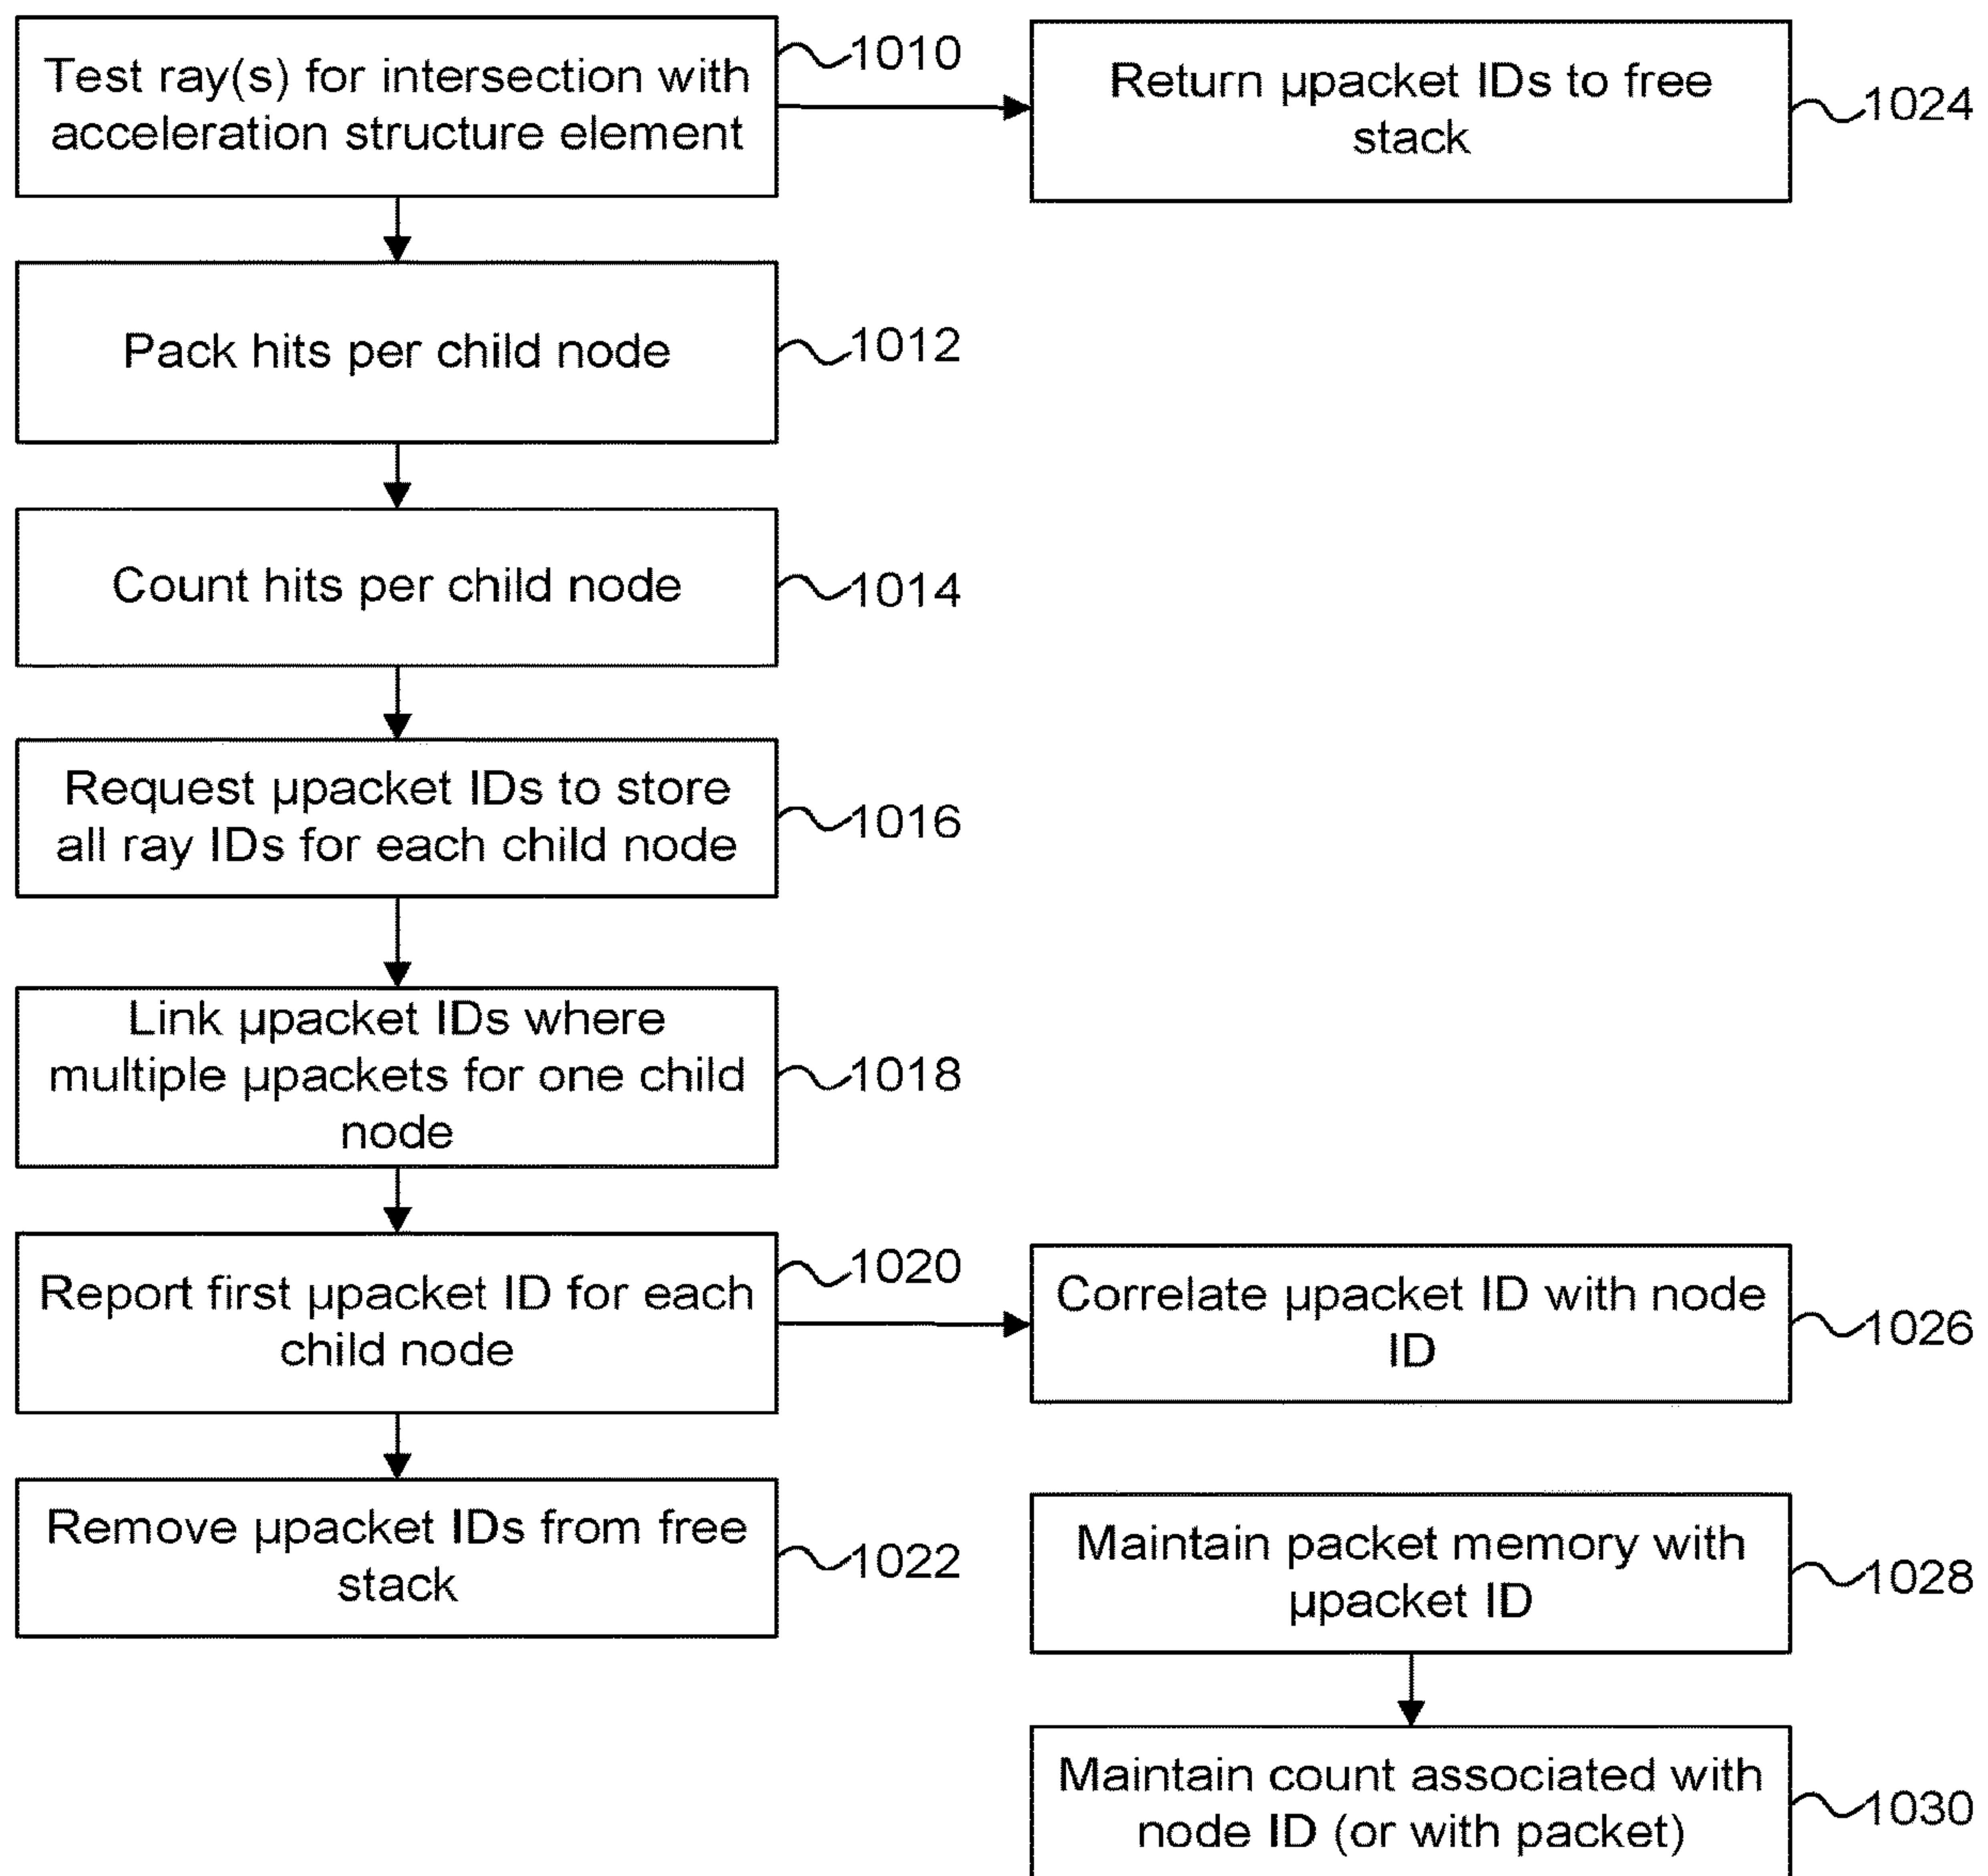 Test ray(s) for intersection with
acceleration structure element
1010
Return µpacket IDs to free
stack
1024
Pack hits per child node
1012
Count hits per child node
1014
Request µpacket IDs to store
all ray IDs for each child node
1016
Link µpacket IDs where
multiple µpackets for one child
node
1018
Report first µpacket ID for each
child node
1020
Correlate µpacket ID with node
ID
1026
Remove µpacket IDs from free
stack
1022
Maintain packet memory with
µpacket ID
1028
Maintain count associated with
node ID (or with packet)
1030